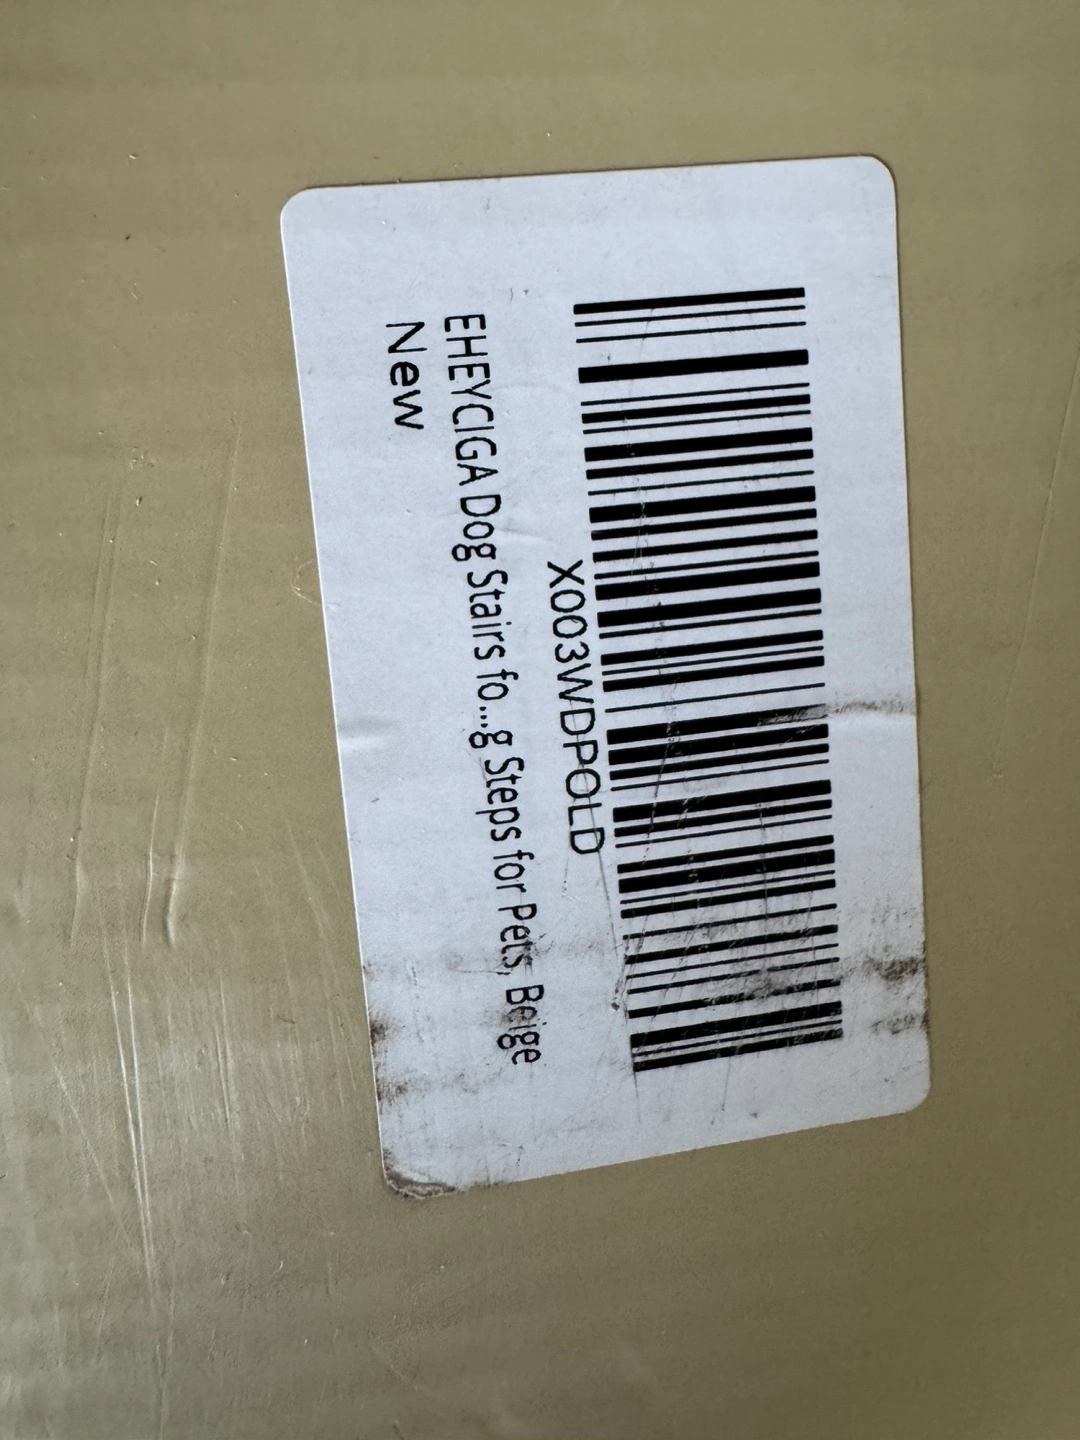 X003WDPOLD
EHEYCIGA Dog Stairs fo...g Steps for Pets, Beige
New